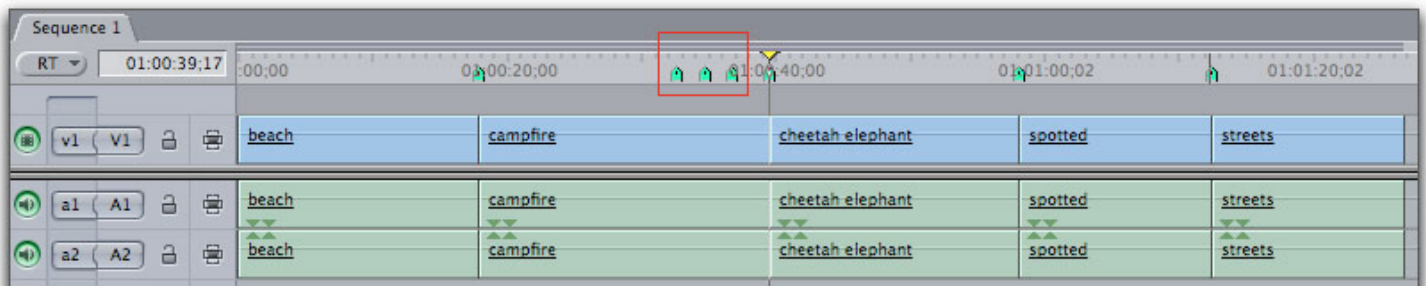 Sequence 1
RT 01:00:39;17 :00;00 01:00:20;00 01:00:40;00 01:01:00;02 01:01:20;02
v1 V1 beach campfire cheetah elephant spotted streets
a1 A1 beach campfire cheetah elephant spotted streets
a2 A2 beach campfire cheetah elephant spotted streets